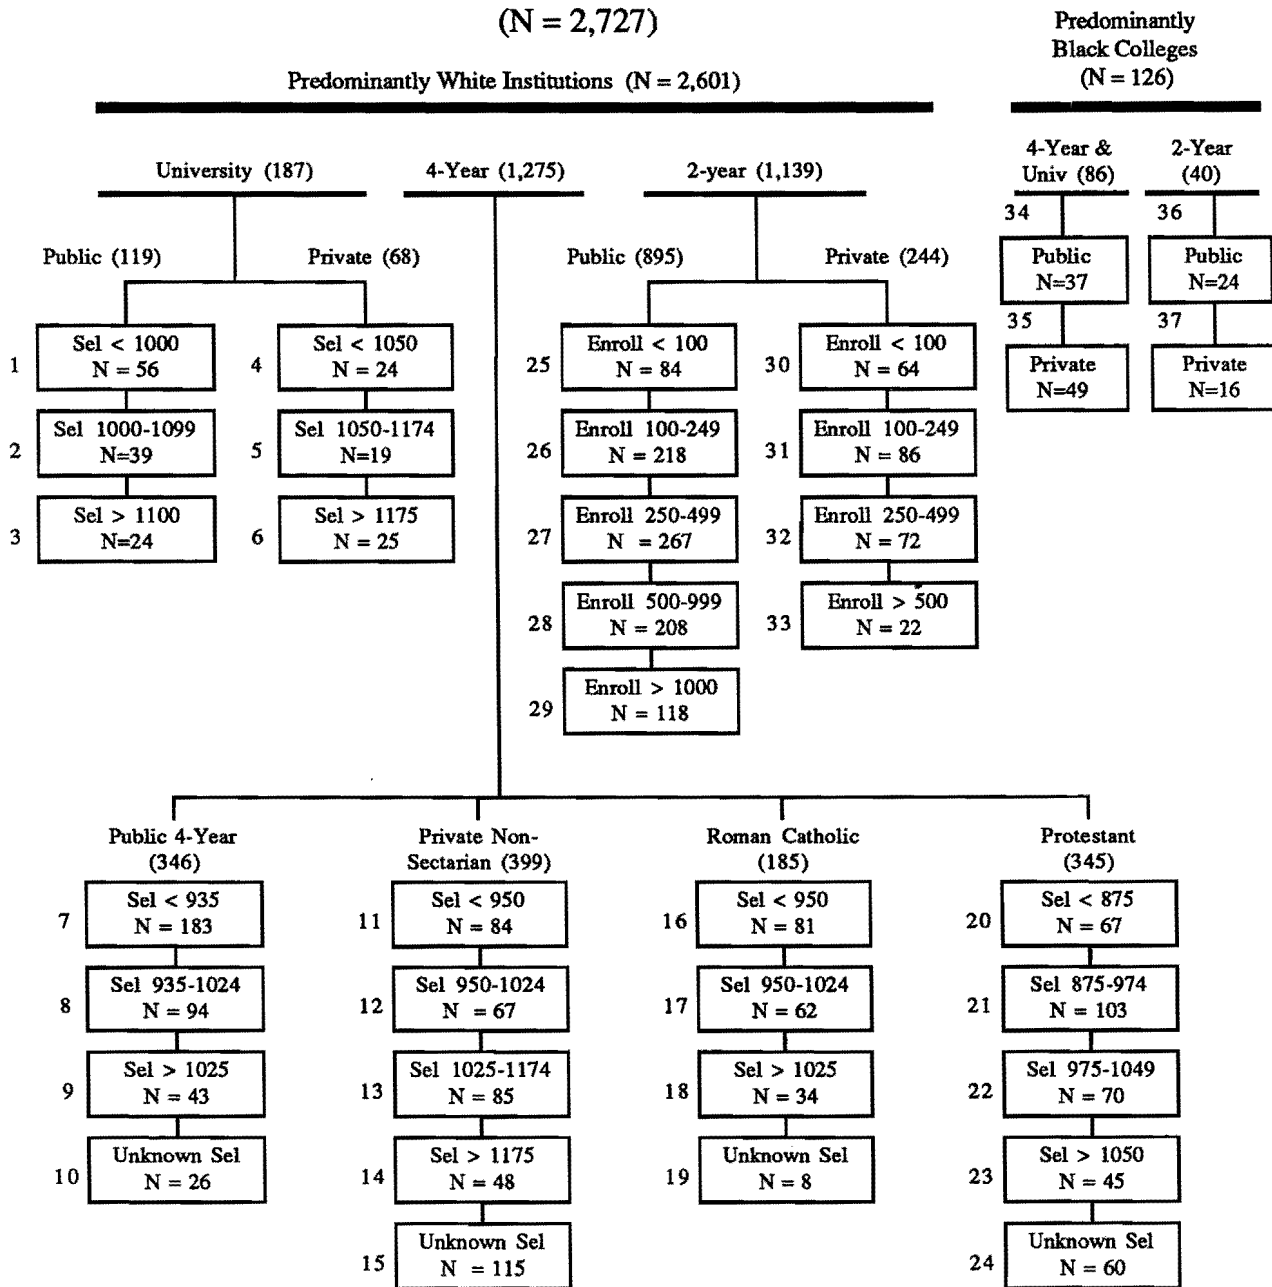 (N = 2,727)
Predominantly White Institutions (N = 2,601)
Predominantly
Black Colleges
(N = 126)
University (187)
4-Year (1,275)
2-year (1,139)
4-Year &
Univ (86)
2-Year
(40)
Public (119)
Private (68)
Public (895)
Private (244)
1
Sel < 1000
N = 56
2
Sel 1000-1099
N=39
3
Sel > 1100
N=24
4
Sel < 1050
N = 24
5
Sel 1050-1174
N=19
6
Sel > 1175
N = 25
25
Enroll < 100
N = 84
26
Enroll 100-249
N = 218
27
Enroll 250-499
N = 267
28
Enroll 500-999
N = 208
29
Enroll > 1000
N = 118
30
Enroll < 100
N = 64
31
Enroll 100-249
N = 86
32
Enroll 250-499
N = 72
33
Enroll > 500
N = 22
34
Public
N=37
35
Private
N=49
36
Public
N=24
37
Private
N=16
Public 4-Year
(346)
7
Sel < 935
N = 183
8
Sel 935-1024
N = 94
9
Sel > 1025
N = 43
10
Unknown Sel
N = 26
Private Non-
Sectarian (399)
11
Sel < 950
N = 84
12
Sel 950-1024
N = 67
13
Sel 1025-1174
N = 85
14
Sel > 1175
N = 48
15
Unknown Sel
N = 115
Roman Catholic
(185)
16
Sel < 950
N = 81
17
Sel 950-1024
N = 62
18
Sel > 1025
N = 34
19
Unknown Sel
N = 8
Protestant
(345)
20
Sel < 875
N = 67
21
Sel 875-974
N = 103
22
Sel 975-1049
N = 70
23
Sel > 1050
N = 45
24
Unknown Sel
N = 60